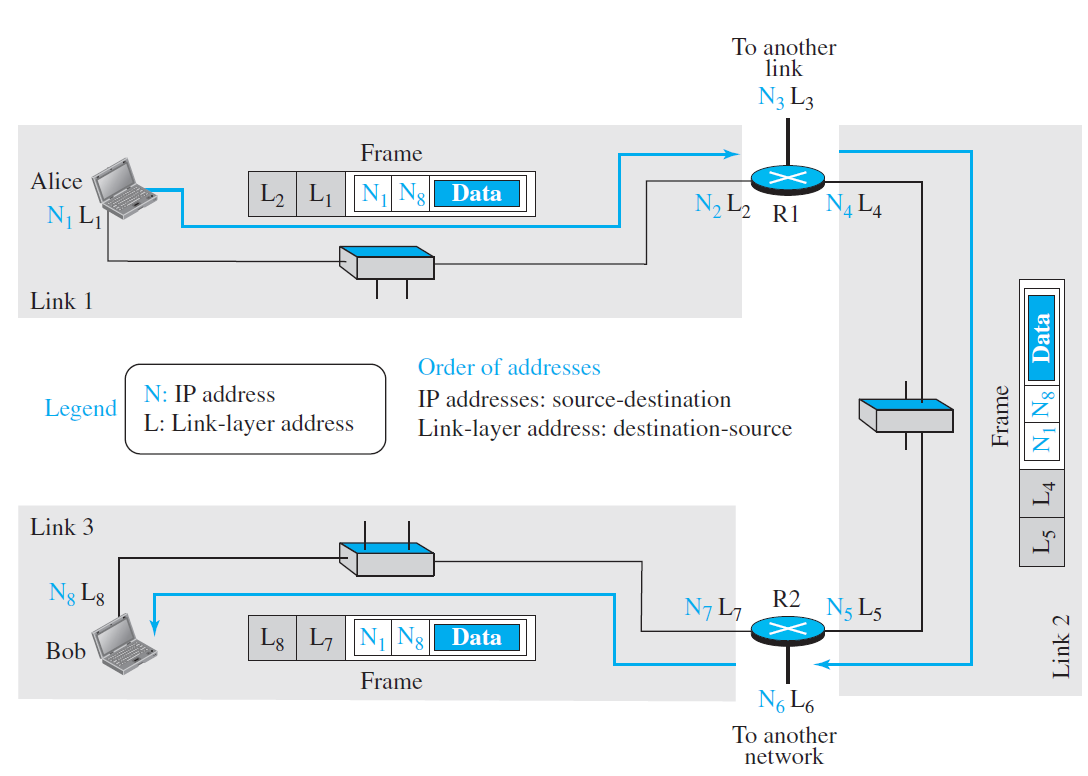 To another
link
N3 L3
Frame
Alice
N1 L1
L2 L1 N1 N8 Data
N2 L2
R1
N4 L4
Link 1
Legend
N: IP address
L: Link-layer address
Order of addresses
IP addresses: source-destination
Link-layer address: destination-source
Frame
L5 L4 N1 N8 Data
Link 2
Link 3
N8 L8
Bob
L8 L7 N1 N8 Data
Frame
N7 L7
R2
N5 L5
N6 L6
To another
network